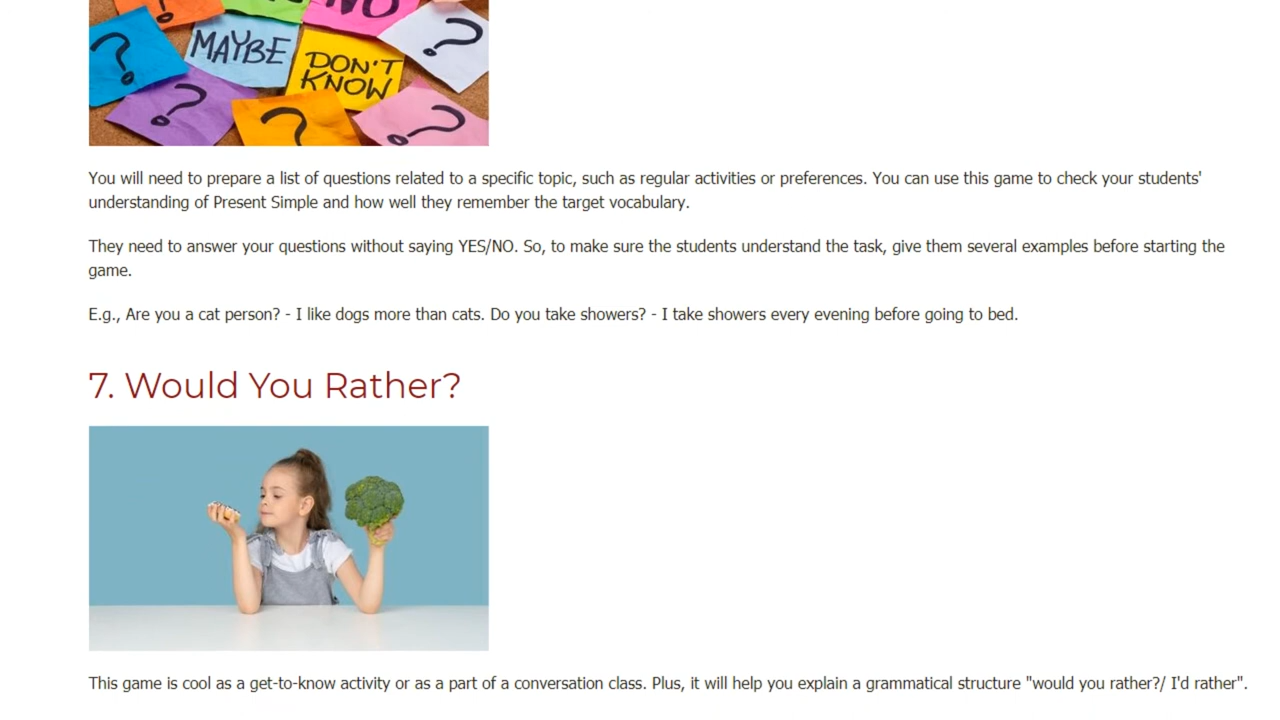 NO
MAYBE
?
?
DON'T
KNOW
?
?
?
You will need to prepare a list of questions related to a specific topic, such as regular activities or preferences. You can use this game to check your students'
understanding of Present Simple and how well they remember the target vocabulary.
They need to answer your questions without saying YES/NO. So, to make sure the students understand the task, give them several examples before starting the
game.
E.g., Are you a cat person? - I like dogs more than cats. Do you take showers? - I take showers every evening before going to bed.
7. Would You Rather?
This game is cool as a get-to-know activity or as a part of a conversation class. Plus, it will help you explain a grammatical structure "would you rather?/ I'd rather".